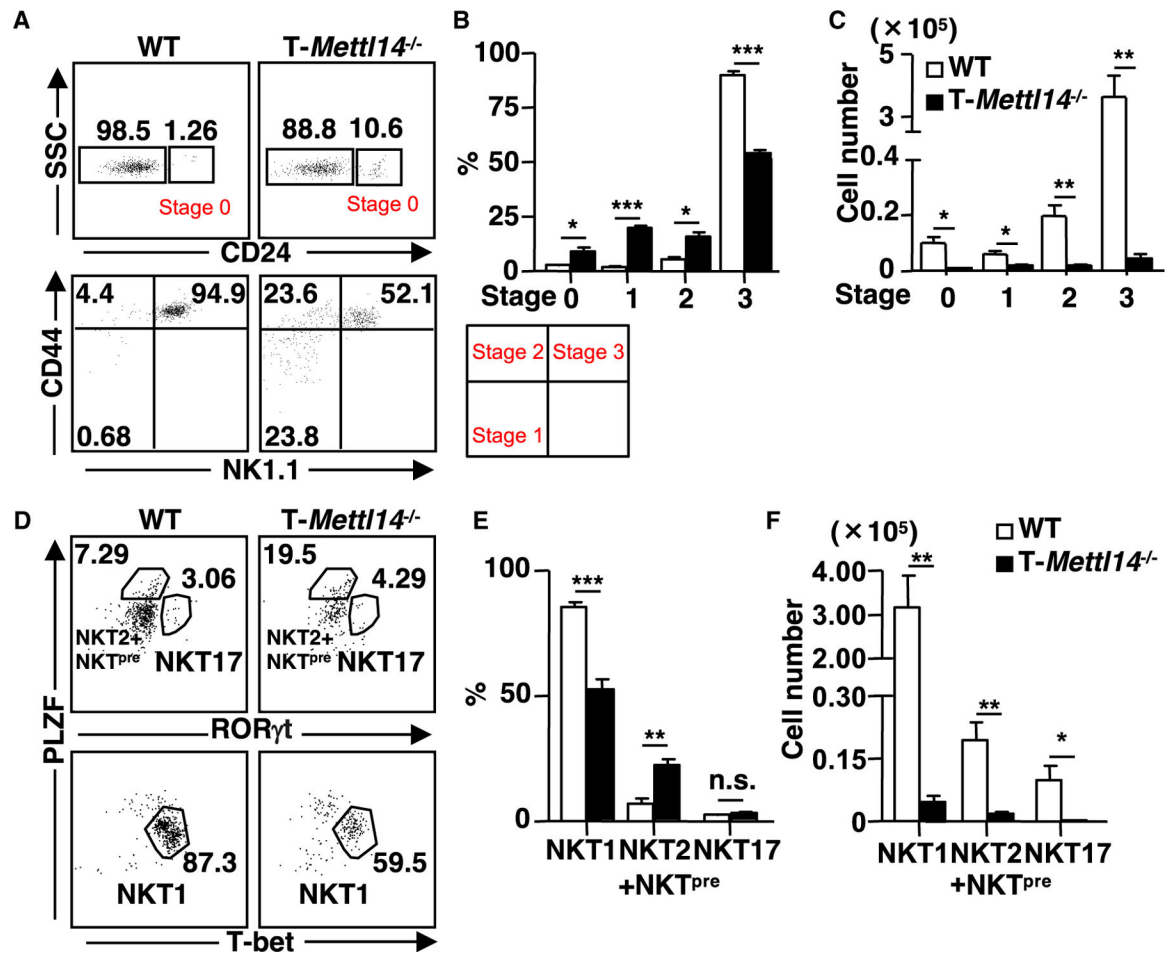 A
WT
T-Mettl14-/-
SSC
98.5 1.26
88.8 10.6
Stage 0
Stage 0
CD24
CD44
4.4 94.9
23.6 52.1
0.68
23.8
NK1.1
B
100
75
50
25
0
%
* *** * ***
Stage 0 1 2 3
Stage 2 Stage 3
Stage 1
C
(×10⁵)
WT
T-Mettl14-/-
Cell number
5
3
0.4
0.2
0
* * ** **
Stage 0 1 2 3
D
WT
T-Mettl14-/-
PLZF
7.29
3.06
NKT2+
NKTpre
NKT17
19.5
4.29
NKT2+
NKTpre
NKT17
RORγt
87.3
NKT1
59.5
NKT1
T-bet
E
100
50
0
%
*** ** n.s.
NKT1 NKT2 NKT17
+NKTpre
F
(×10⁵)
WT
T-Mettl14-/-
Cell number
4.00
3.00
2.00
0.30
0.15
0
** ** *
NKT1 NKT2 NKT17
+NKTpre